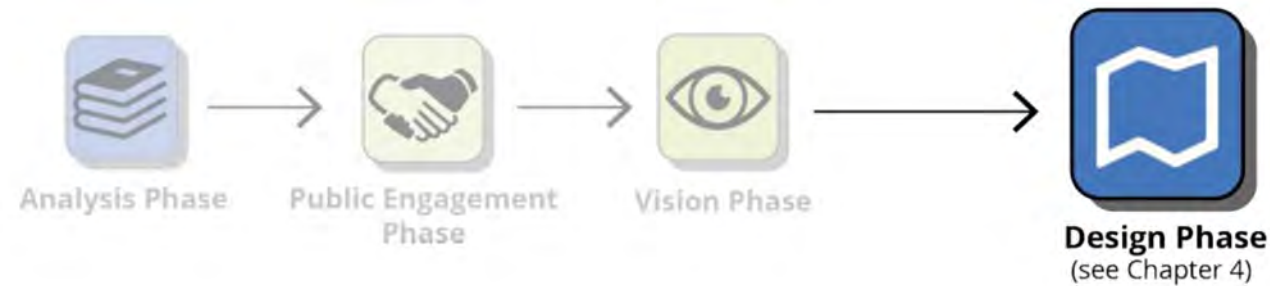 Analysis Phase
Public Engagement
Phase
Vision Phase
Design Phase
(see Chapter 4)